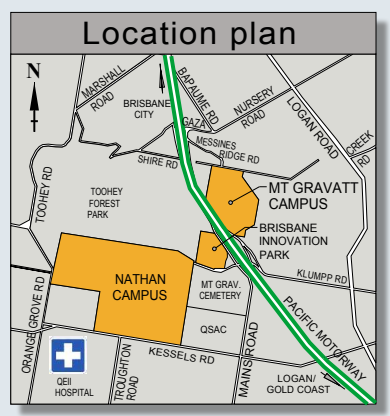 Location plan
N
MARSHALL
ROAD
BRISBANE
CITY
BAPAUME RD
GAZA
NURSERY
ROAD
MESSINES
RIDGE RD
LOGAN ROAD
CREEK
RD
SHIRE RD
TOOHEY RD
TOOHEY
FOREST
PARK
MT GRAVATT
CAMPUS
BRISBANE
INNOVATION
PARK
NATHAN
CAMPUS
MT GRAV.
CEMETERY
KLUMPP RD
QSAC
PACIFIC MOTORWAY
ORANGE GROVE RD
KESSELS RD
QEII
HOSPITAL
TROUGHTON
ROAD
MAINS ROAD
LOGAN/
GOLD COAST